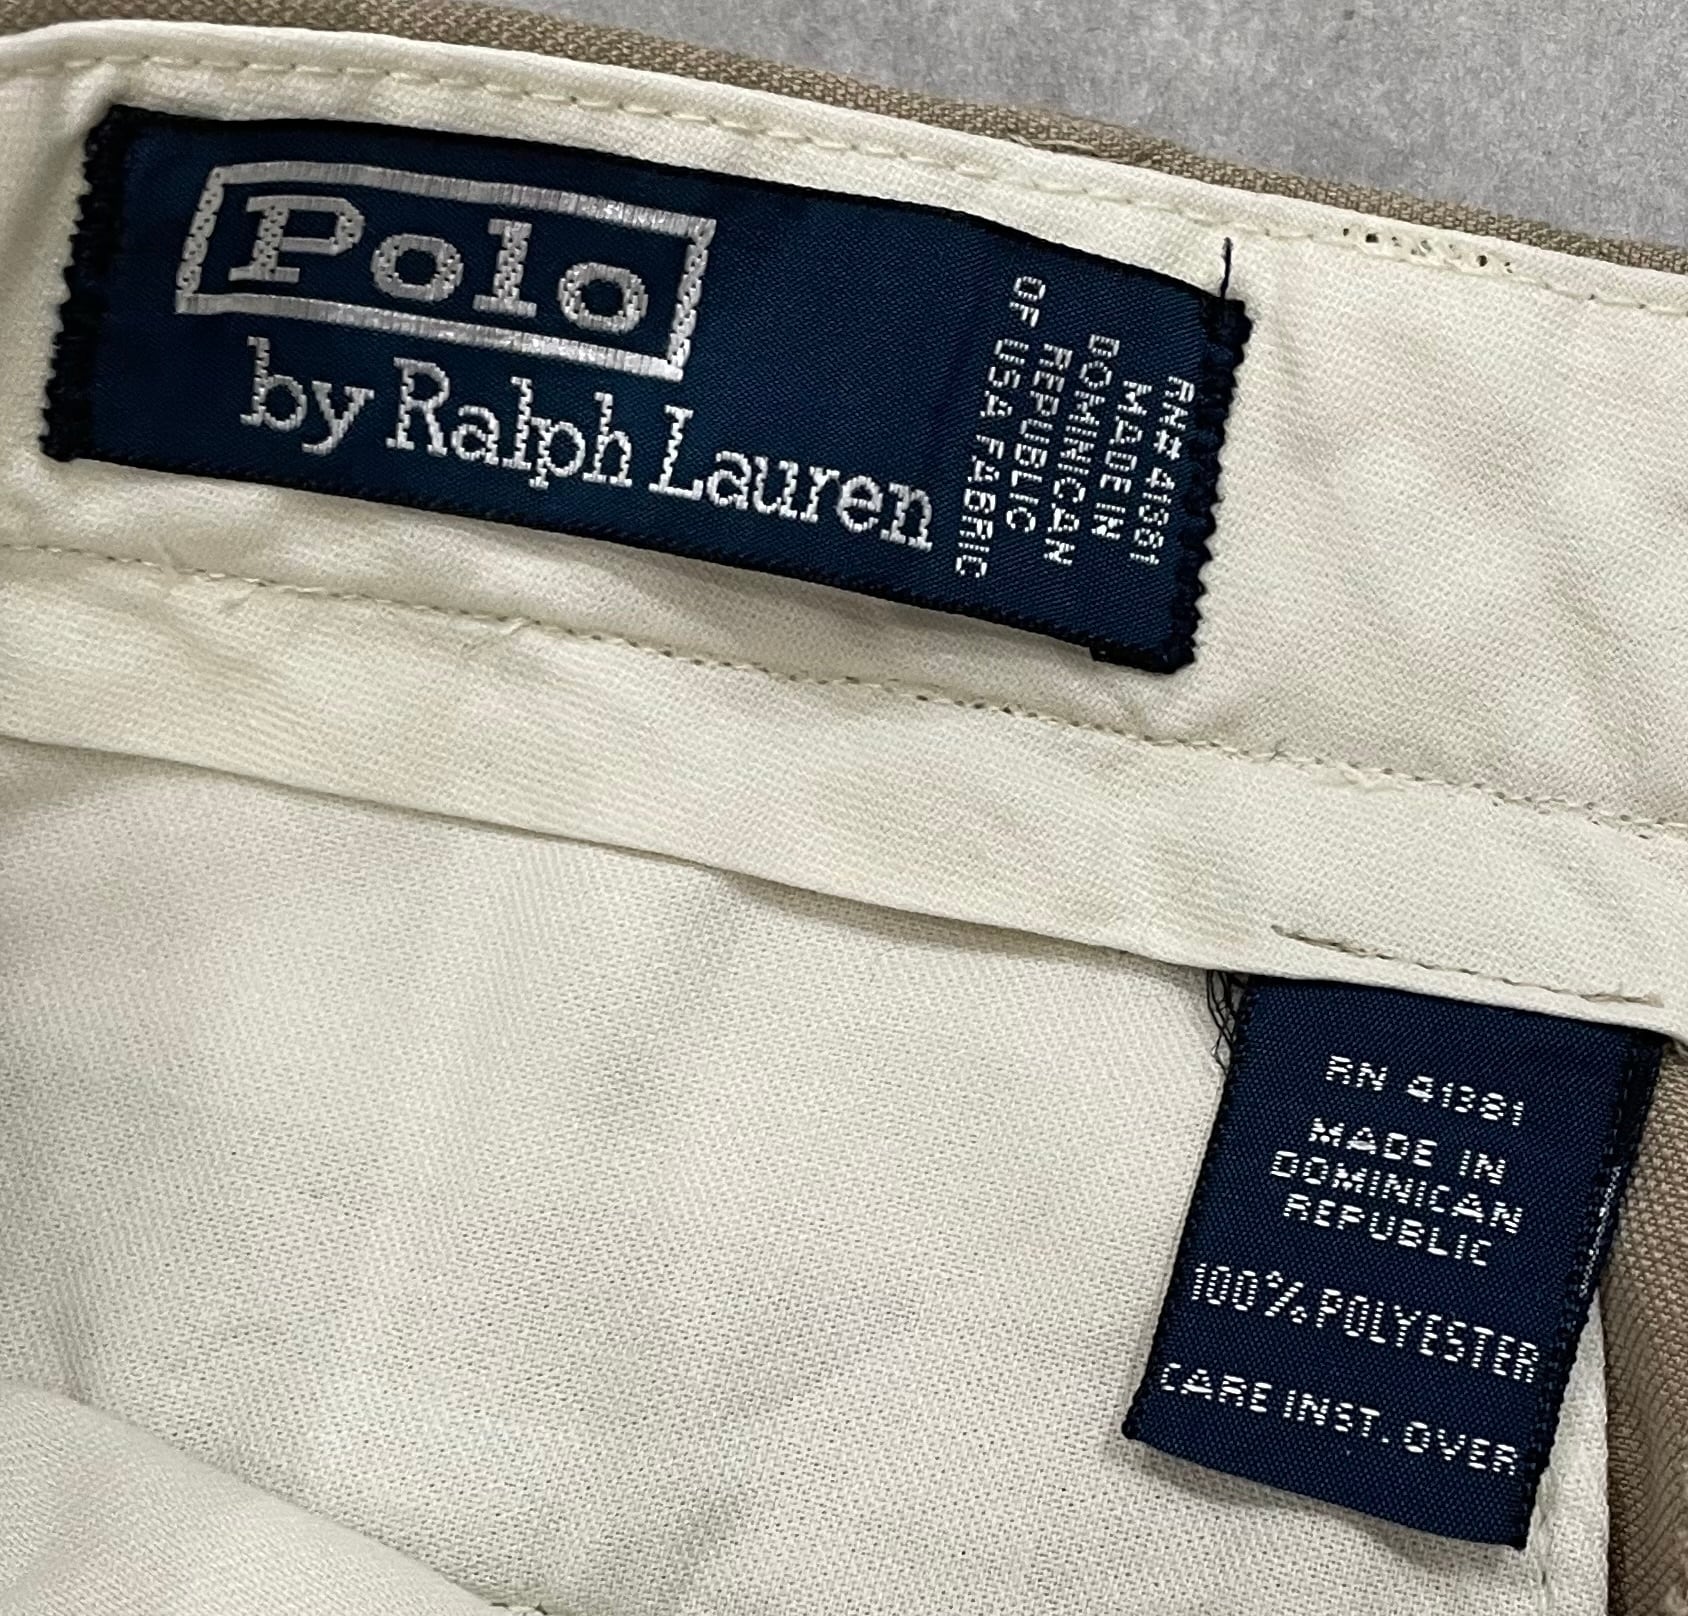 Polo
by Ralph Lauren
RN# 41381
MADE IN
DOMINICAN
REPUBLIC
OF USA FABRIC
RN 41381
MADE IN
DOMINICAN
REPUBLIC
100% POLYESTER
CARE INST. OVER